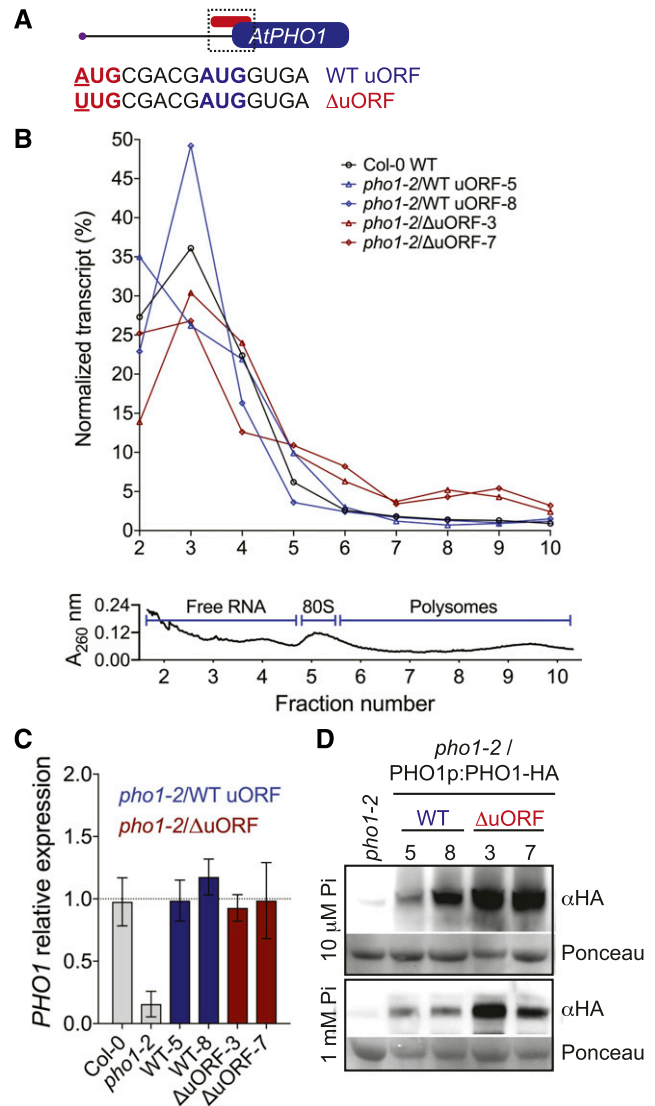 A
AtPHO1
AUGCGACGAUGGUGA WT uORF
UUGCGACGAUGGUGA ΔuORF
B
Normalized transcript (%)
50
45
40
35
30
25
20
15
10
5
0
Col-0 WT
pho1-2/WT uORF-5
pho1-2/WT uORF-8
pho1-2/ΔuORF-3
pho1-2/ΔuORF-7
2 3 4 5 6 7 8 9 10
A260 nm
0.24
0.12
0.00
Free RNA 80S Polysomes
2 3 4 5 6 7 8 9 10
Fraction number
C
PHO1 relative expression
2.0
1.5
1.0
0.5
0.0
pho1-2/WT uORF
pho1-2/ΔuORF
Col-0
pho1-2
WT-5
WT-8
ΔuORF-3
ΔuORF-7
D
pho1-2 /
PHO1p:PHO1-HA
pho1-2
WT ΔuORF
5 8 3 7
10 µM Pi
αHA
Ponceau
1 mM Pi
αHA
Ponceau